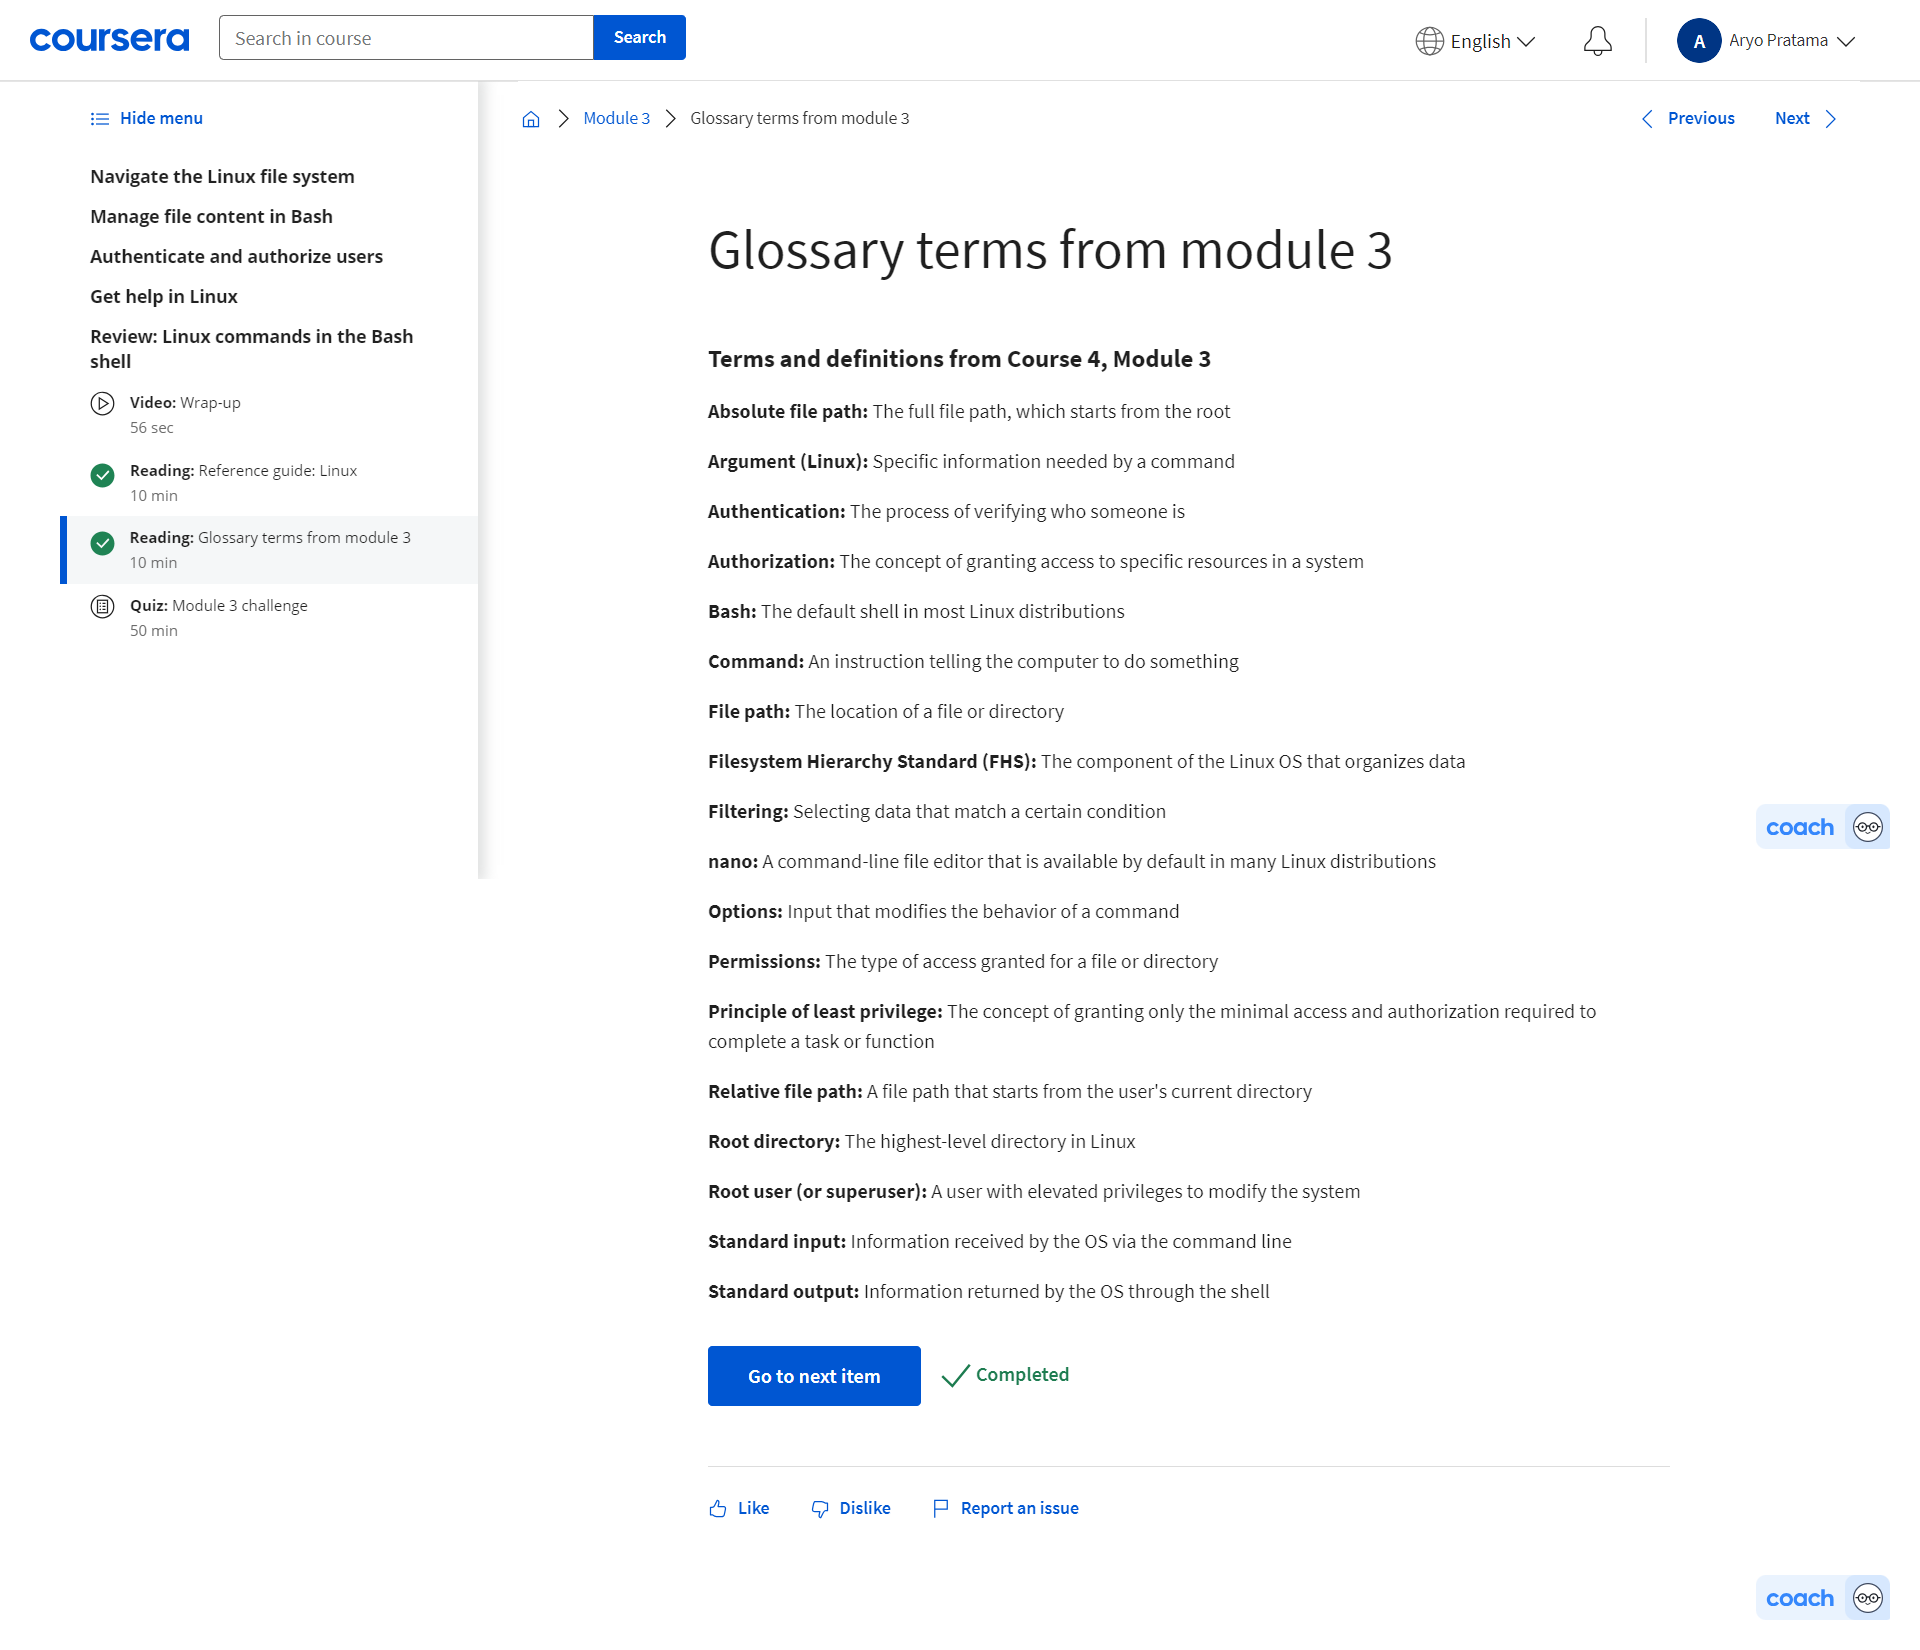 coursera
Search in course
Search
English
A
Aryo Pratama
Hide menu
Navigate the Linux file system
Manage file content in Bash
Authenticate and authorize users
Get help in Linux
Review: Linux commands in the Bash
shell
Video: Wrap-up
56 sec
Reading: Reference guide: Linux
10 min
Reading: Glossary terms from module 3
10 min
Quiz: Module 3 challenge
50 min
Module 3
Glossary terms from module 3
Previous
Next
Glossary terms from module 3
Terms and definitions from Course 4, Module 3
Absolute file path: The full file path, which starts from the root
Argument (Linux): Specific information needed by a command
Authentication: The process of verifying who someone is
Authorization: The concept of granting access to specific resources in a system
Bash: The default shell in most Linux distributions
Command: An instruction telling the computer to do something
File path: The location of a file or directory
Filesystem Hierarchy Standard (FHS): The component of the Linux OS that organizes data
Filtering: Selecting data that match a certain condition
nano: A command-line file editor that is available by default in many Linux distributions
Options: Input that modifies the behavior of a command
Permissions: The type of access granted for a file or directory
Principle of least privilege: The concept of granting only the minimal access and authorization required to
complete a task or function
Relative file path: A file path that starts from the user's current directory
Root directory: The highest-level directory in Linux
Root user (or superuser): A user with elevated privileges to modify the system
Standard input: Information received by the OS via the command line
Standard output: Information returned by the OS through the shell
Go to next item
Completed
Like
Dislike
Report an issue
coach
coach